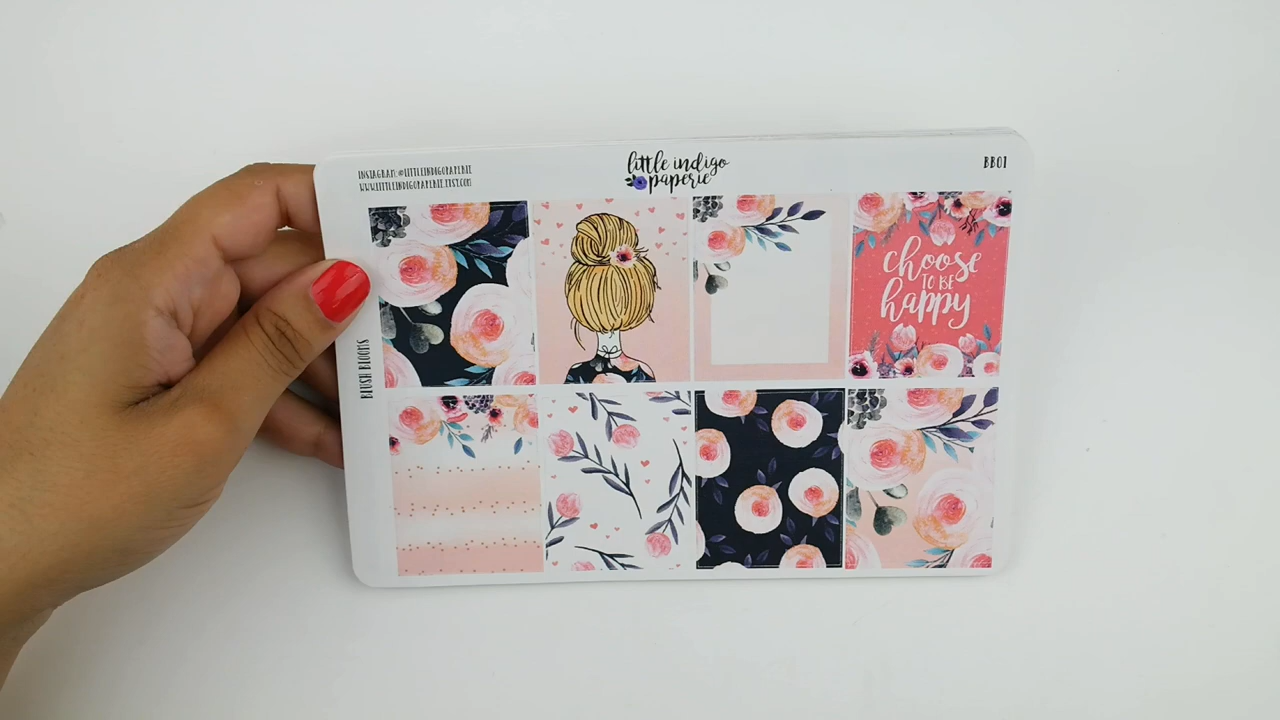 INSTAGRAM: @LITTLEINDIGOPAPERIE
WWW.LITTLEINDIGOPAPERIE.ETSY.COM
little indigo
paperie
BB01
choose
TO BE
happy
BLUSH BLOOMS